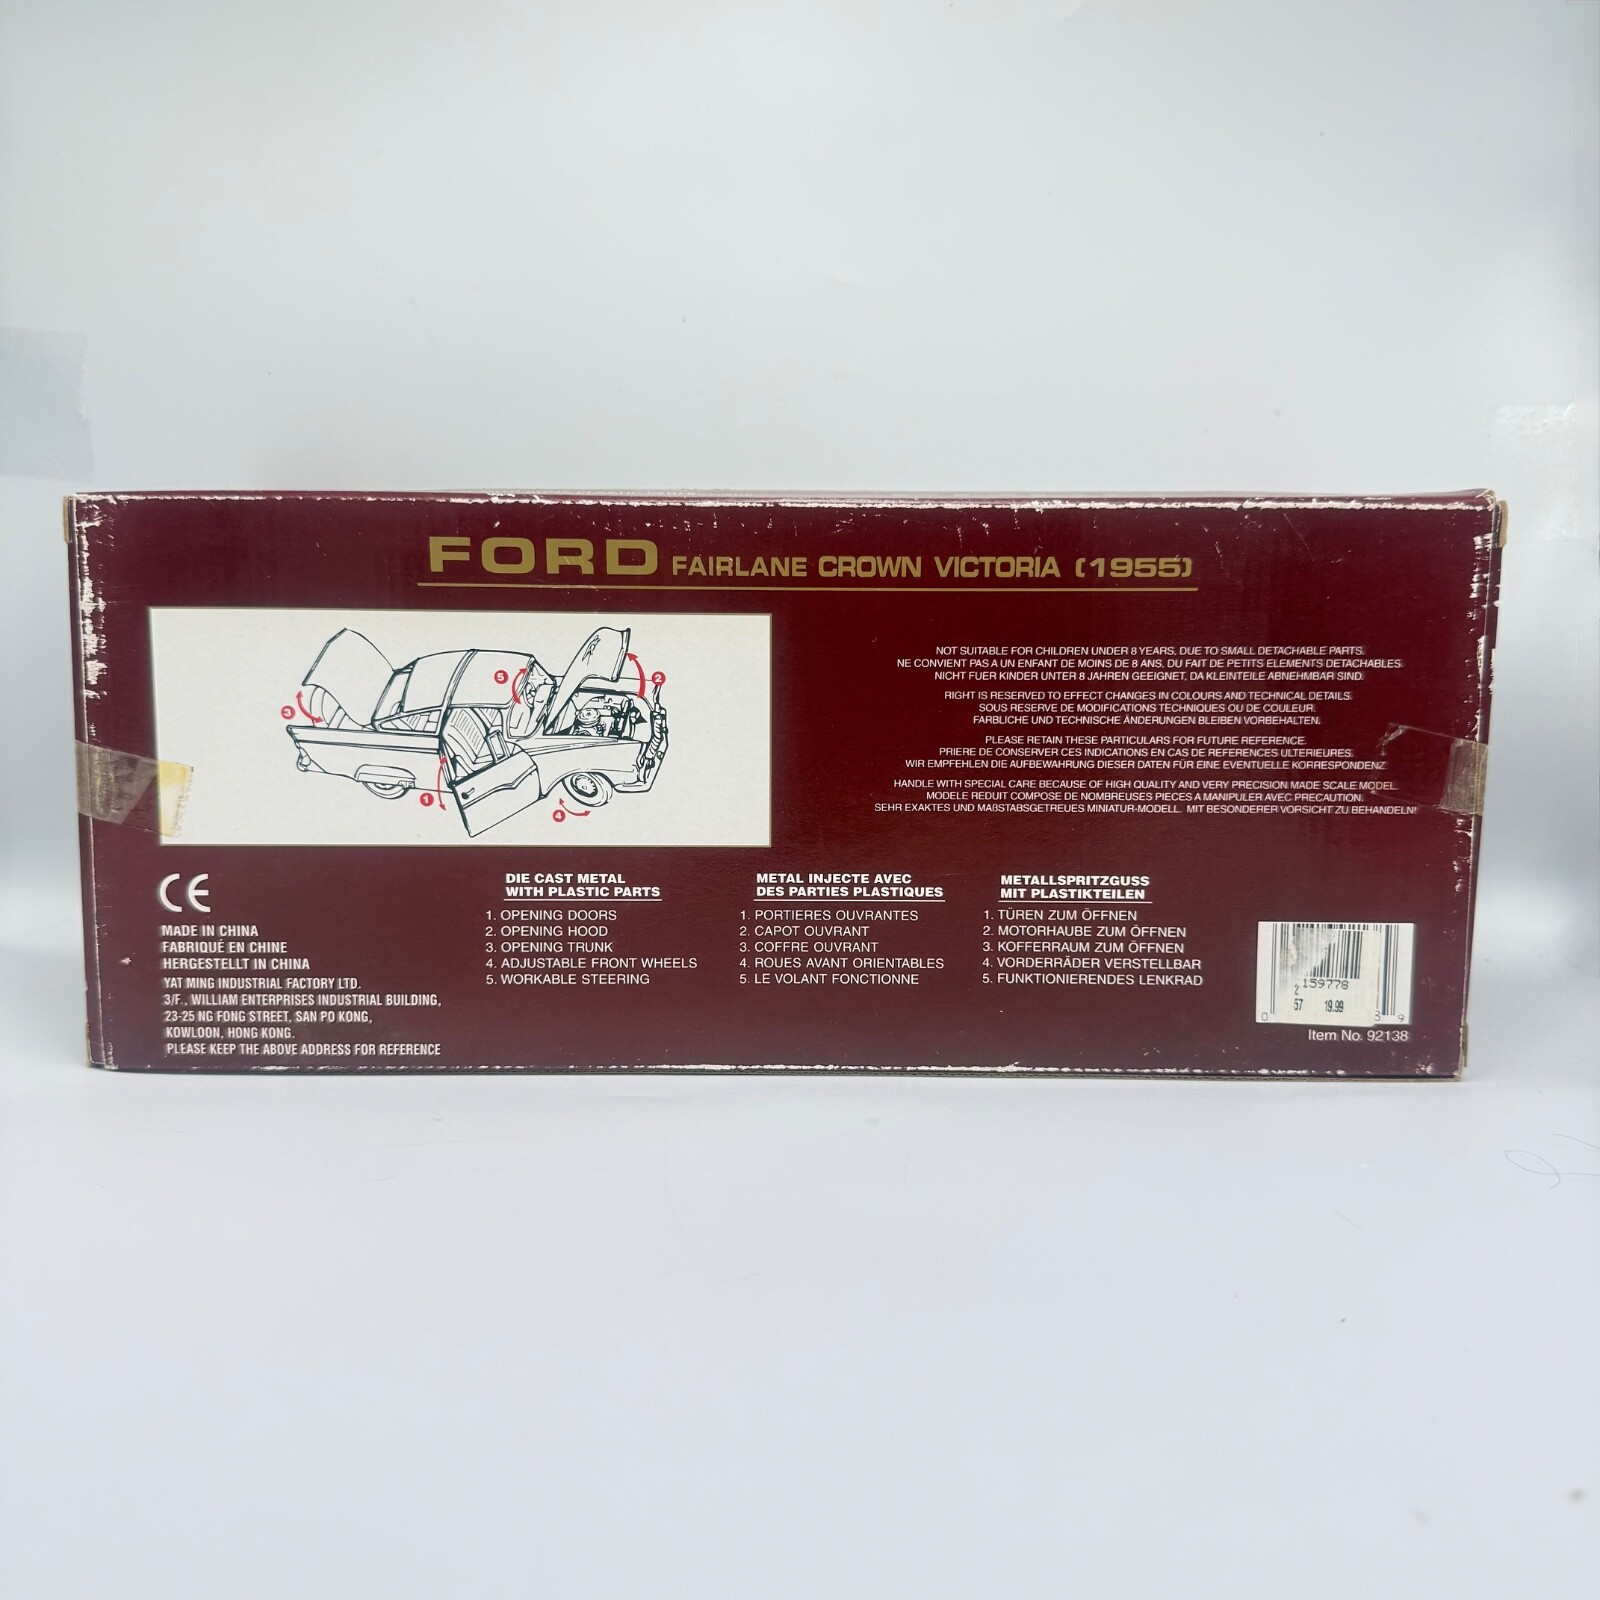 FORD FAIRLANE CROWN VICTORIA (1955)
5
2
3
1
4
NOT SUITABLE FOR CHILDREN UNDER 8 YEARS, DUE TO SMALL DETACHABLE PARTS.
NE CONVIENT PAS A UN ENFANT DE MOINS DE 8 ANS, DU FAIT DE PETITS ELEMENTS DETACHABLES.
NICHT FUER KINDER UNTER 8 JAHREN GEEIGNET, DA KLEINTEILE ABNEHMBAR SIND.
RIGHT IS RESERVED TO EFFECT CHANGES IN COLOURS AND TECHNICAL DETAILS.
SOUS RESERVE DE MODIFICATIONS TECHNIQUES OU DE COULEUR.
FARBLICHE UND TECHNISCHE ÄNDERUNGEN BLEIBEN VORBEHALTEN.
PLEASE RETAIN THESE PARTICULARS FOR FUTURE REFERENCE.
PRIERE DE CONSERVER CES INDICATIONS EN CAS DE REFERENCES ULTERIEURES.
WIR EMPFEHLEN DIE AUFBEWAHRUNG DIESER DATEN FÜR EINE EVENTUELLE KORRESPONDENZ.
HANDLE WITH SPECIAL CARE BECAUSE OF HIGH QUALITY AND VERY PRECISION MADE SCALE MODEL.
MODELE REDUIT COMPOSE DE NOMBREUSES PIECES A MANIPULER AVEC PRECAUTION.
SEHR EXAKTES UND MAßSTABSGETREUES MINIATUR-MODELL. MIT BESONDERER VORSICHT ZU BEHANDELN!
CE
MADE IN CHINA
FABRIQUÉ EN CHINE
HERGESTELLT IN CHINA
YAT MING INDUSTRIAL FACTORY LTD.
3/F., WILLIAM ENTERPRISES INDUSTRIAL BUILDING,
23-25 NG FONG STREET, SAN PO KONG,
KOWLOON, HONG KONG.
PLEASE KEEP THE ABOVE ADDRESS FOR REFERENCE
DIE CAST METAL
WITH PLASTIC PARTS
1. OPENING DOORS
2. OPENING HOOD
3. OPENING TRUNK
4. ADJUSTABLE FRONT WHEELS
5. WORKABLE STEERING
METAL INJECTE AVEC
DES PARTIES PLASTIQUES
1. PORTIERES OUVRANTES
2. CAPOT OUVRANT
3. COFFRE OUVRANT
4. ROUES AVANT ORIENTABLES
5. LE VOLANT FONCTIONNE
METALLSPRITZGUSS
MIT PLASTIKTEILEN
1. TÜREN ZUM ÖFFNEN
2. MOTORHAUBE ZUM ÖFFNEN
3. KOFFERRAUM ZUM ÖFFNEN
4. VORDERRÄDER VERSTELLBAR
5. FUNKTIONIERENDES LENKRAD
2 159778
57 19.99
0 9
Item No. 92138